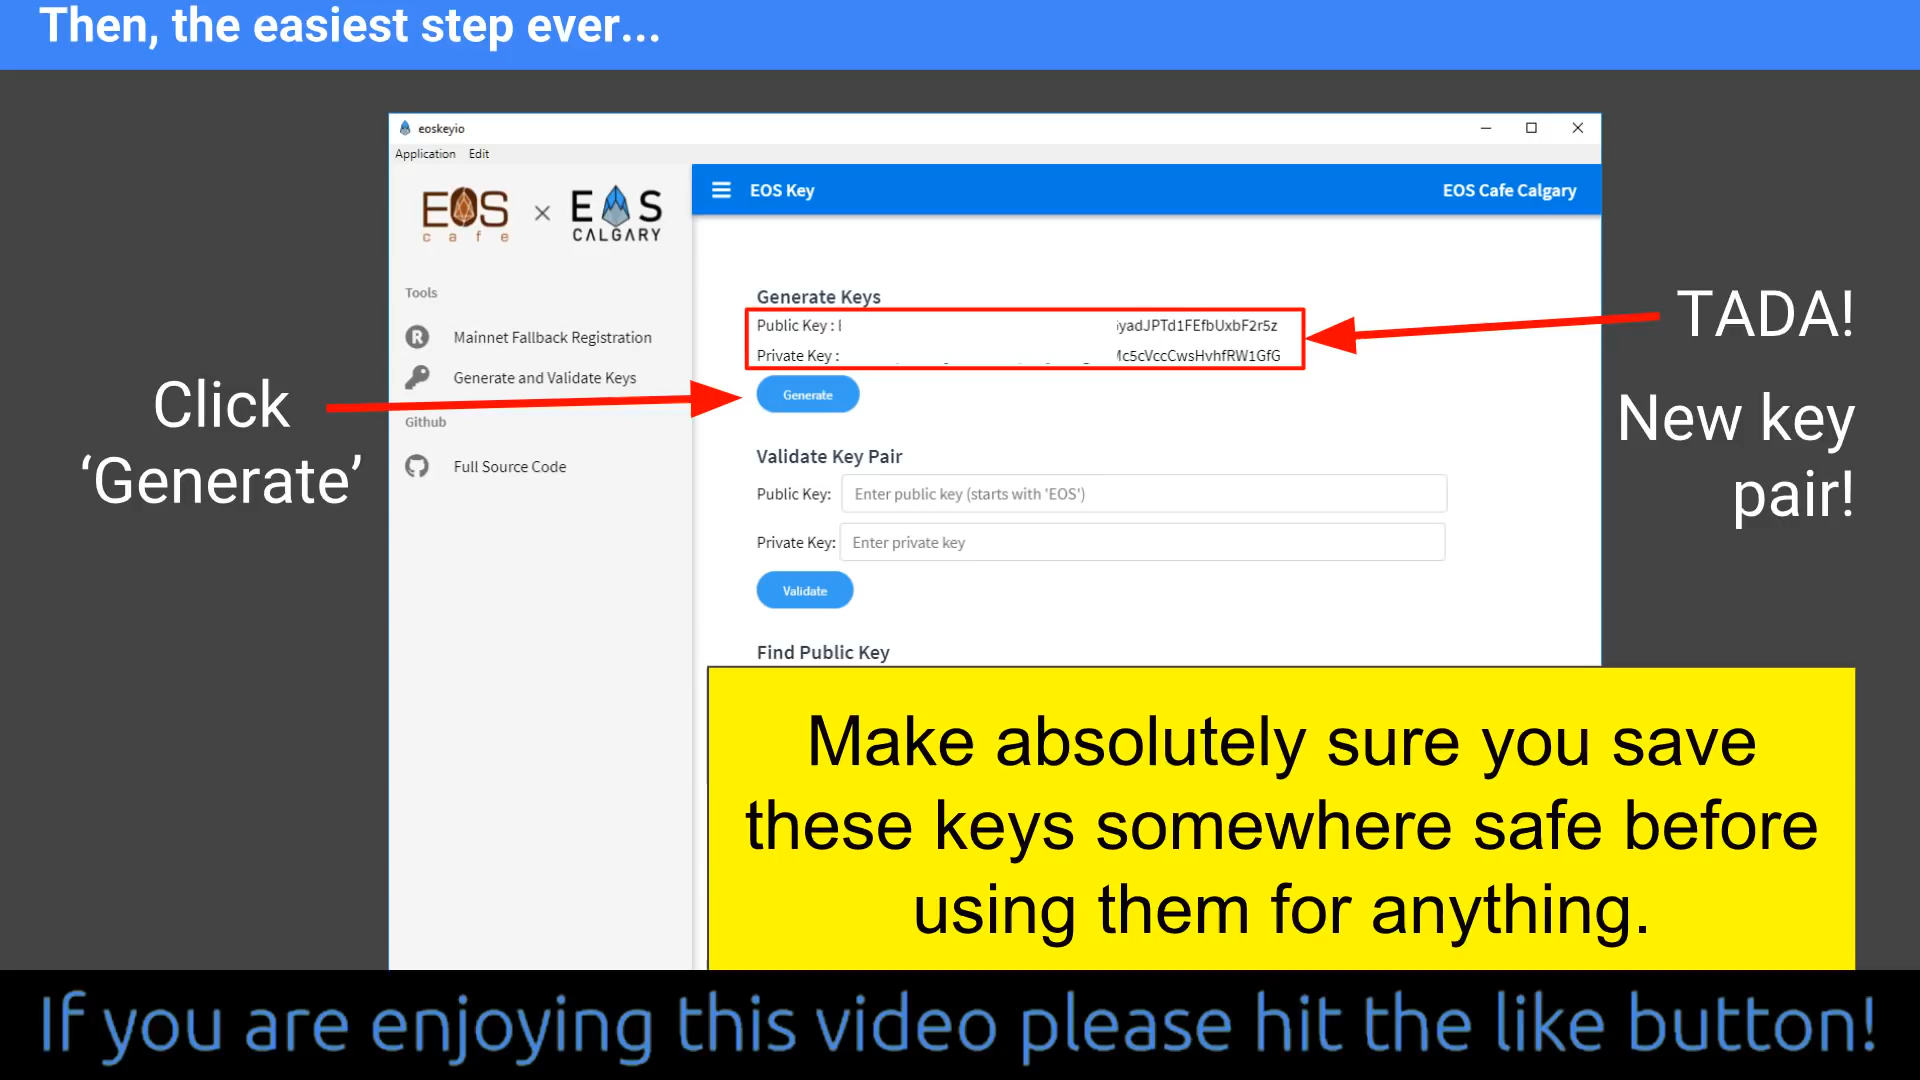 Then, the easiest step ever...
eoskeyio
Application Edit
EOS
cafe
×
EOS
CALGARY
EOS Key
EOS Cafe Calgary
Tools
Mainnet Fallback Registration
Generate and Validate Keys
Github
Full Source Code
Generate Keys
Public Key : yadJPTd1FEfbUxbF2r5z
Private Key : 1c5cVccCwsHvhfRW1GfG
Generate
Validate Key Pair
Public Key: Enter public key (starts with 'EOS')
Private Key: Enter private key
Validate
Find Public Key
Click
‘Generate’
TADA!
New key
pair!
Make absolutely sure you save
these keys somewhere safe before
using them for anything.
If you are enjoying this video please hit the like button!